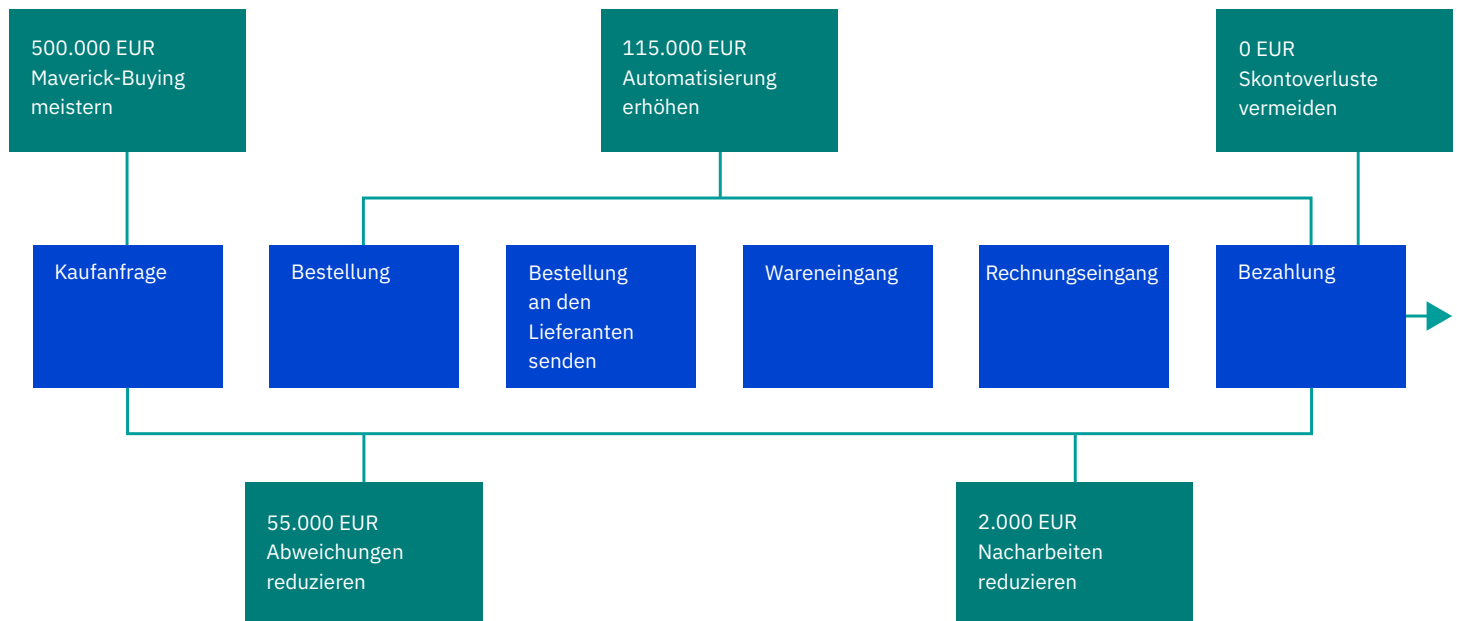 500.000 EUR
Maverick-Buying
meistern
115.000 EUR
Automatisierung
erhöhen
0 EUR
Skontoverluste
vermeiden
Kaufanfrage
Bestellung
Bestellung
an den
Lieferanten
senden
Wareneingang
Rechnungseingang
Bezahlung
55.000 EUR
Abweichungen
reduzieren
2.000 EUR
Nacharbeiten
reduzieren